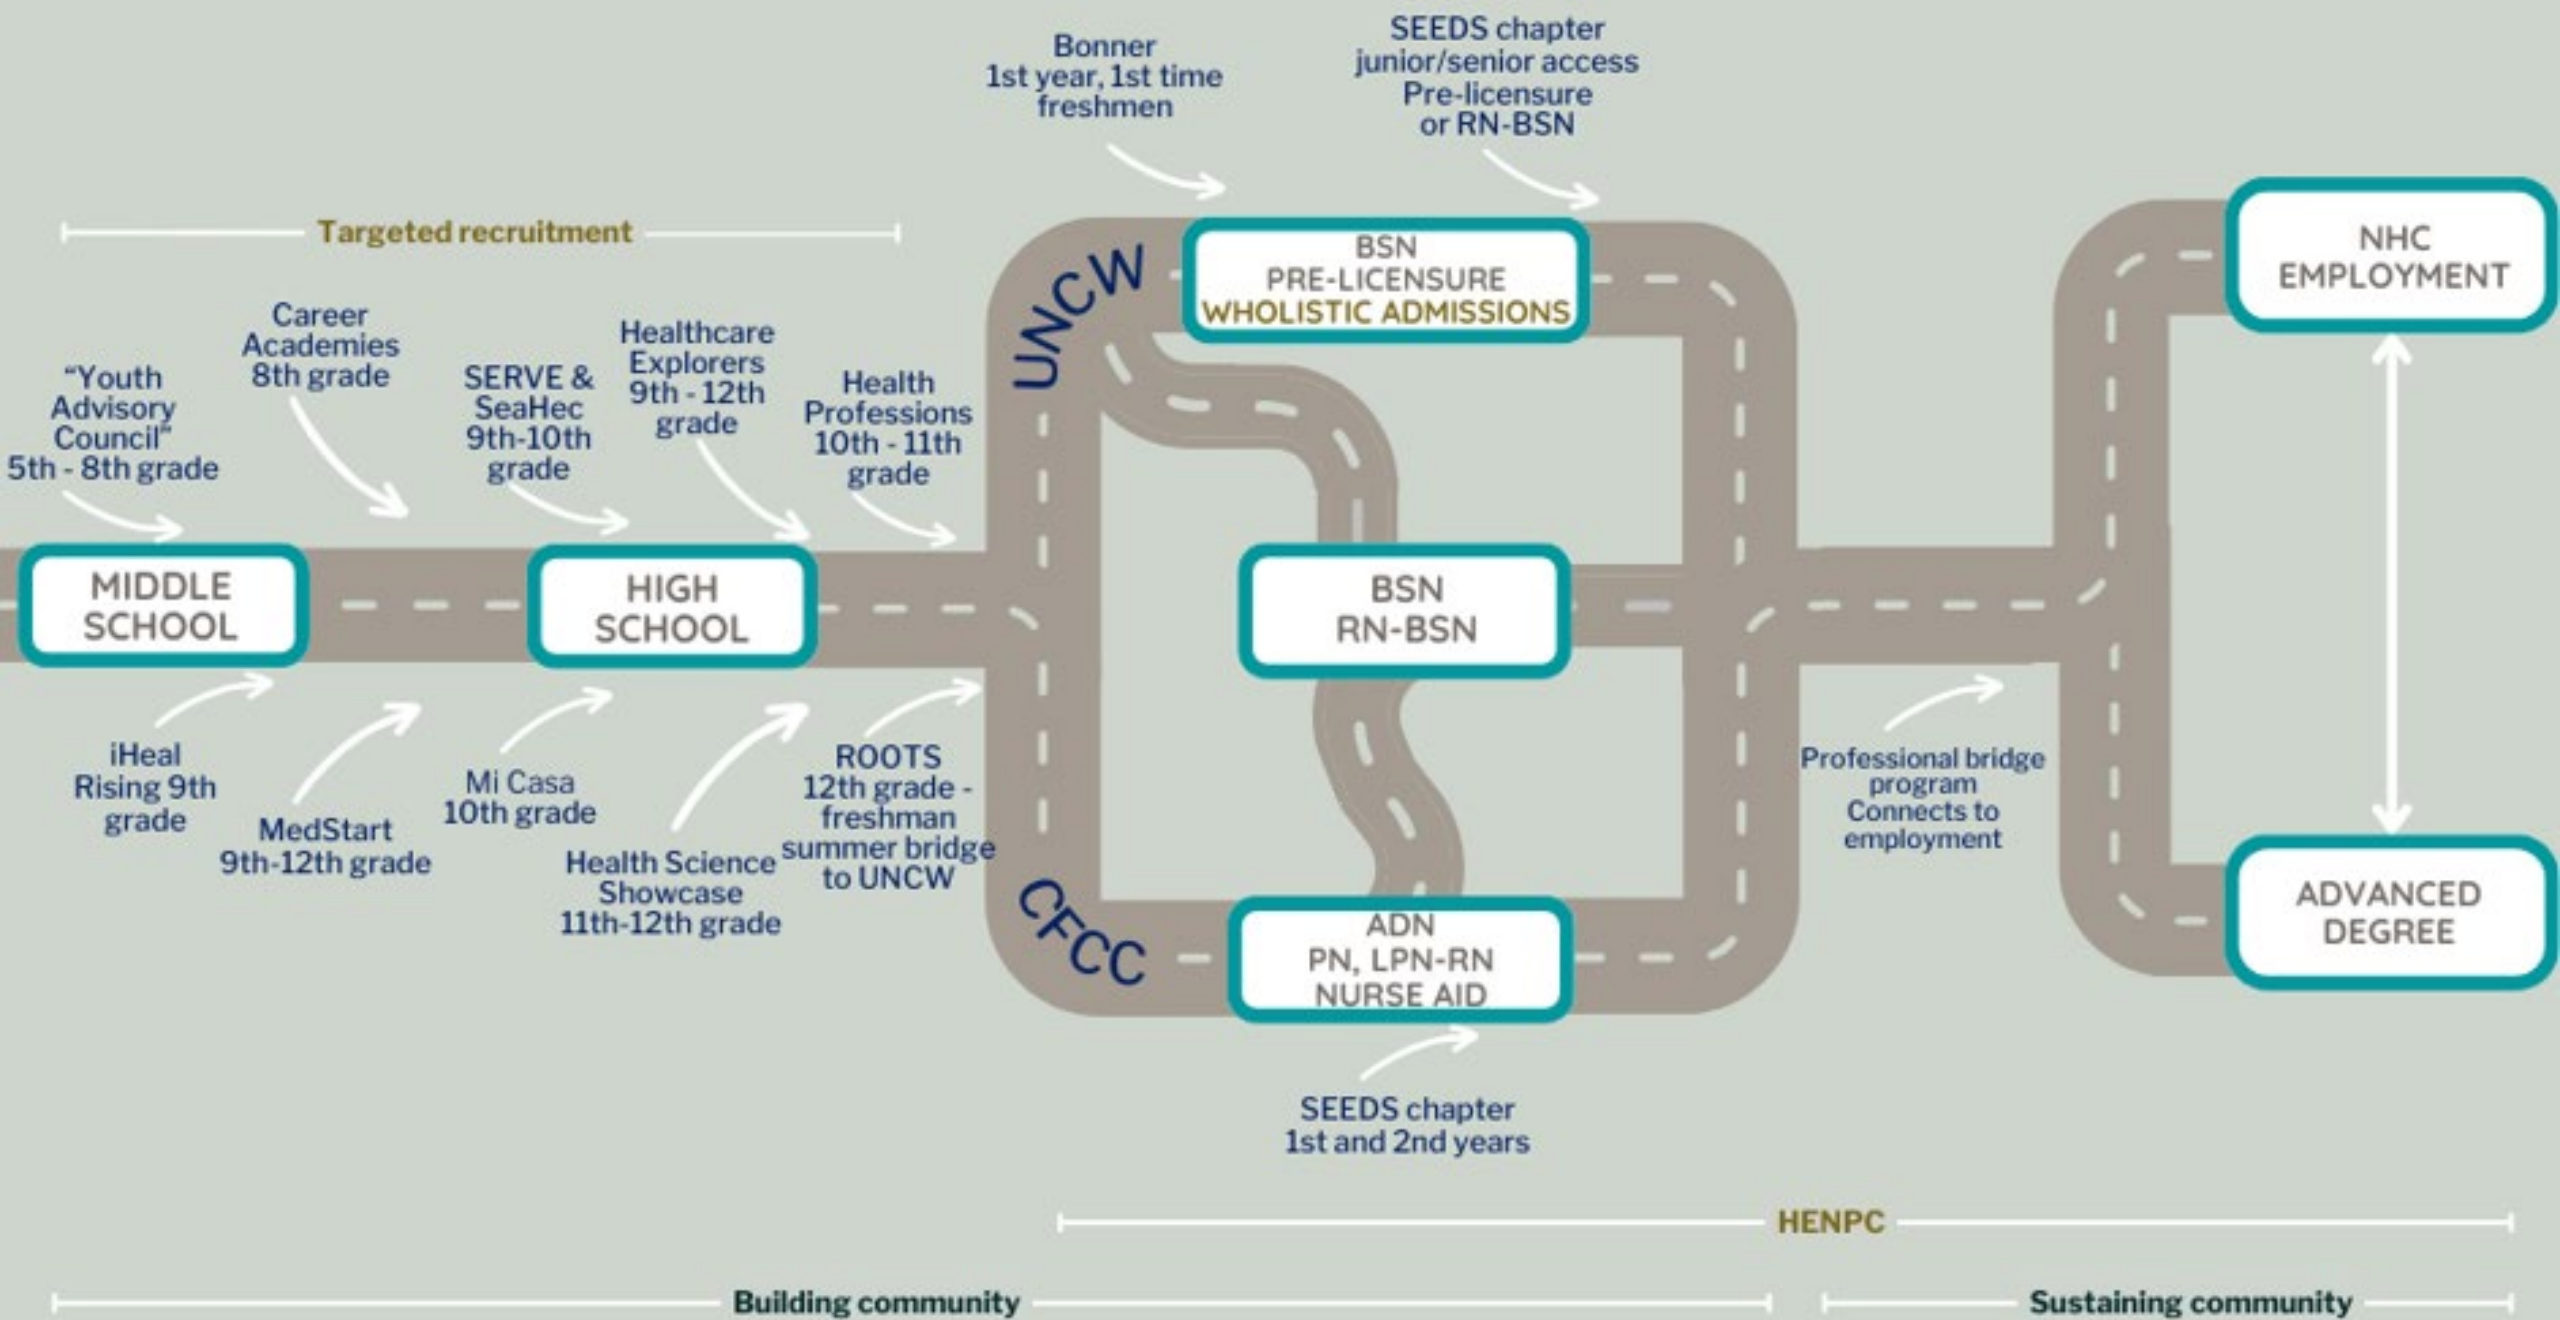 Bonner
1st year, 1st time
freshmen
SEEDS chapter
junior/senior access
Pre-licensure
or RN-BSN
Targeted recruitment
“Youth
Advisory
Council”
5th - 8th grade
Career
Academies
8th grade
SERVE &
SeaHec
9th-10th
grade
Healthcare
Explorers
9th - 12th
grade
Health
Professions
10th - 11th
grade
UNCW
BSN
PRE-LICENSURE
WHOLISTIC ADMISSIONS
NHC
EMPLOYMENT
MIDDLE
SCHOOL
HIGH
SCHOOL
BSN
RN-BSN
iHeal
Rising 9th
grade
MedStart
9th-12th grade
Mi Casa
10th grade
Health Science
Showcase
11th-12th grade
ROOTS
12th grade -
freshman
summer bridge
to UNCW
Professional bridge
program
Connects to
employment
CFCC
ADN
PN, LPN-RN
NURSE AID
ADVANCED
DEGREE
SEEDS chapter
1st and 2nd years
HENPC
Building community
Sustaining community